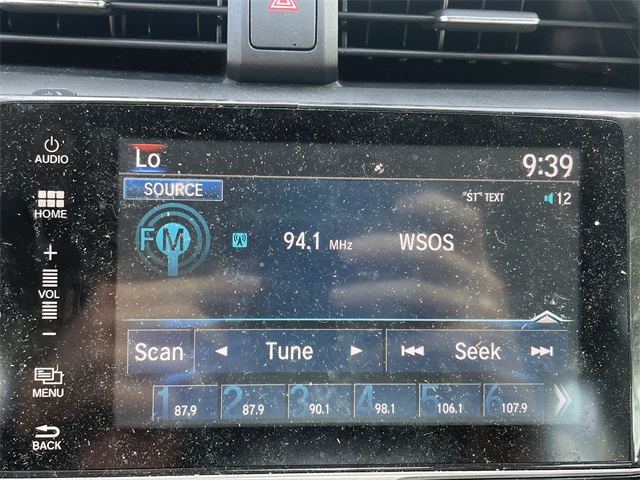 AUDIO
HOME
+
VOL
−
MENU
BACK
Lo
9:39
SOURCE
"ST" TEXT
12
FM
94.1 MHz
WSOS
Scan
Tune
Seek
1 87.9
2 87.9
3 90.1
4 98.1
5 106.1
6 107.9